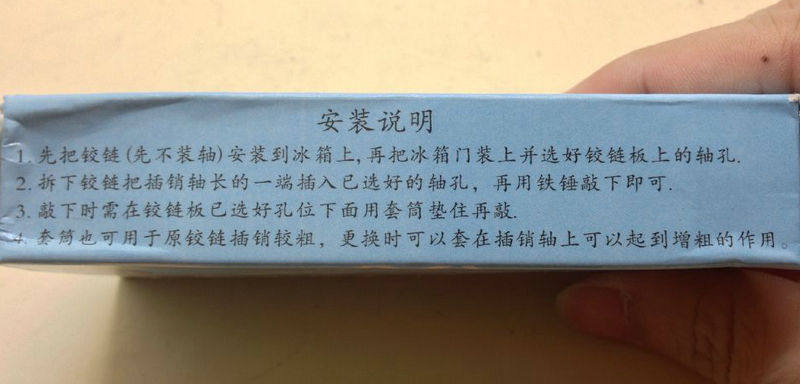 安装说明
1. 先把铰链(先不装轴)安装到冰箱上,再把冰箱门装上并选好铰链板上的轴孔.
2. 拆下铰链把插销轴长的一端插入已选好的轴孔，再用铁锤敲下即可.
3. 敲下时需在铰链板已选好孔位下面用套筒垫住再敲.
4. 套筒也可用于原铰链插销较粗，更换时可以套在插销轴上可以起到增粗的作用。